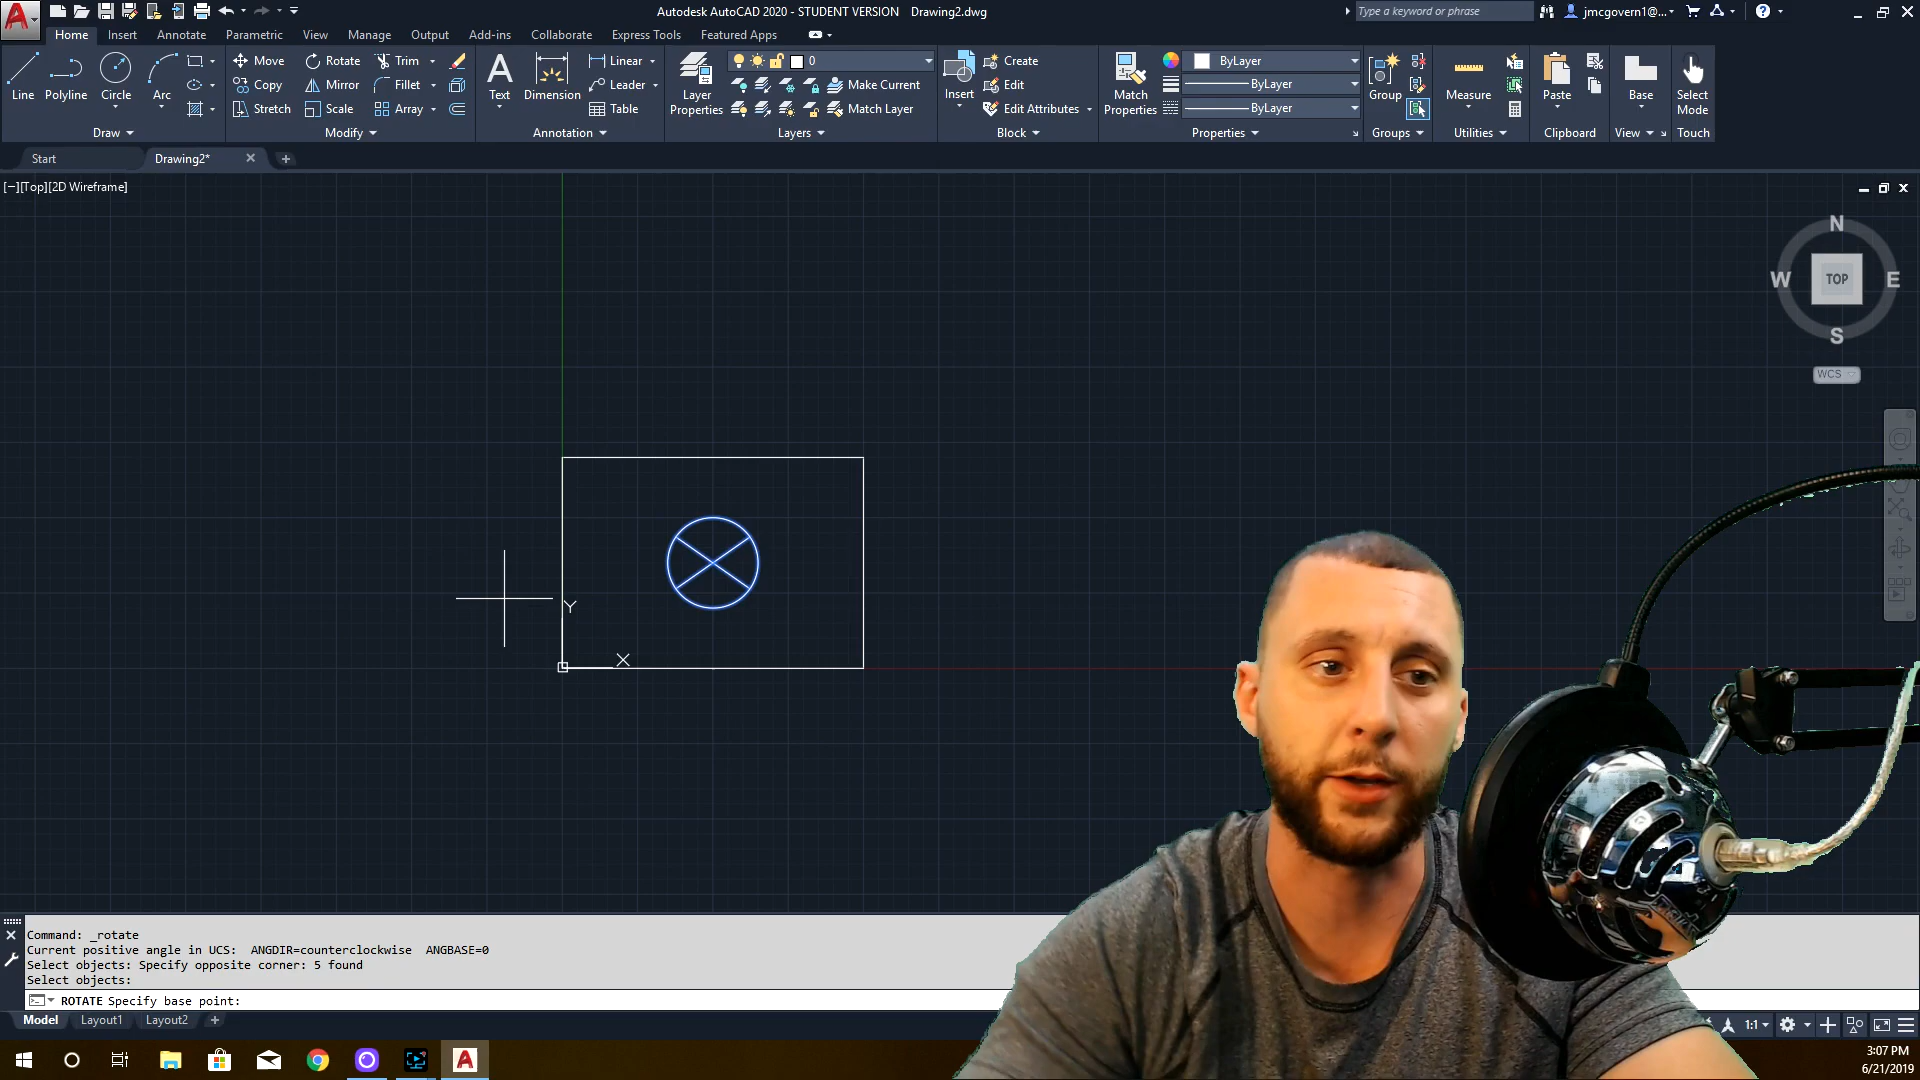 Autodesk AutoCAD 2020 - STUDENT VERSION Drawing2.dwg
Type a keyword or phrase
jmcgovern1@...
Home Insert Annotate Parametric View Manage Output Add-ins Collaborate Express Tools Featured Apps
Line Polyline Circle Arc
Draw
Move Rotate Trim
Copy Mirror Fillet
Stretch Scale Array
Modify
Text Dimension
Linear
Leader
Table
Annotation
Layer Properties
0
Make Current
Match Layer
Layers
Insert
Create
Edit
Edit Attributes
Block
Match Properties
ByLayer
ByLayer
ByLayer
Properties
Group
Groups
Measure
Utilities
Paste
Clipboard
Base
View
Select Mode
Touch
Start Drawing2*
[−][Top][2D Wireframe]
N
W TOP E
S
WCS
Y
X
Command: _rotate
Current positive angle in UCS: ANGDIR=counterclockwise ANGBASE=0
Select objects: Specify opposite corner: 5 found
Select objects:
ROTATE Specify base point:
Model Layout1 Layout2
1:1
3:07 PM
6/21/2019